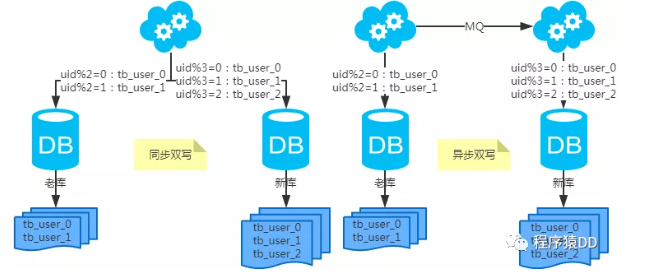 MQ
uid%2=0：tb_user_0
uid%2=1：tb_user_1
uid%3=0：tb_user_0
uid%3=1：tb_user_1
uid%3=2：tb_user_2
uid%2=0：tb_user_0
uid%2=1：tb_user_1
uid%3=0：tb_user_0
uid%3=1：tb_user_1
uid%3=2：tb_user_2
DB
同步双写
DB
DB
异步双写
DB
老库
新库
老库
新库
tb_user_0
tb_user_1
tb_user_0
tb_user_1
tb_user_2
tb_user_0
tb_user_1
tb_user_0
tb_user_1
tb_user_2
程序猿DD